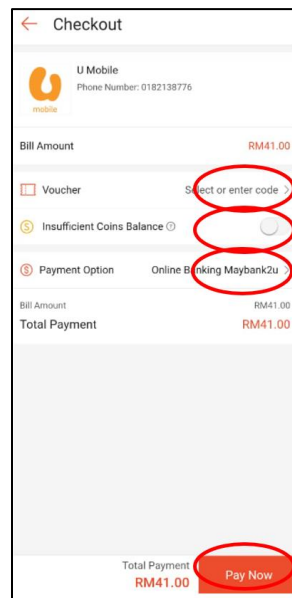 Checkout
U Mobile
Phone Number: 0182138776
mobile
Bill Amount RM41.00
Voucher Select or enter code >
S Insufficient Coins Balance ?
S Payment Option Online Banking Maybank2u >
Bill Amount RM41.00
Total Payment RM41.00
Total Payment
RM41.00
Pay Now